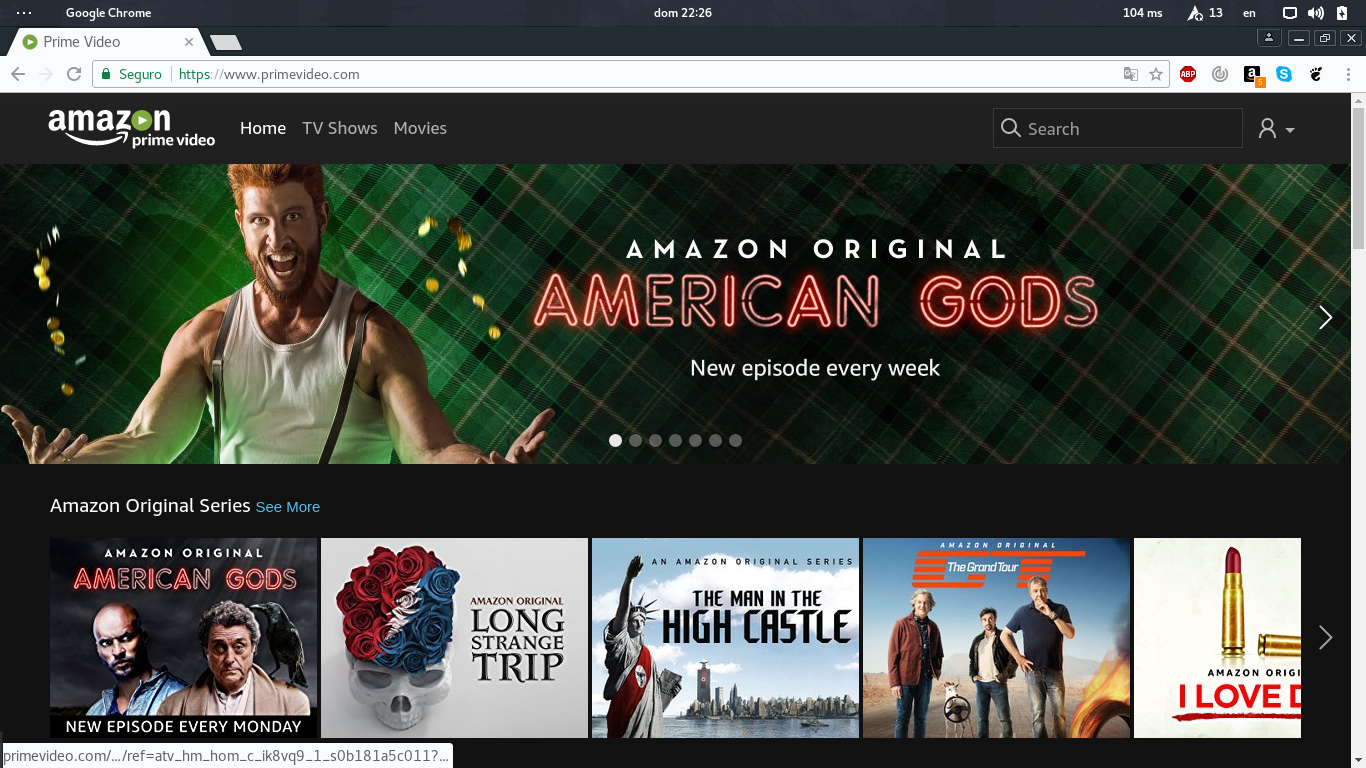 Google Chrome
dom 22:26
104 ms
13
en
Prime Video
Seguro
https://www.primevideo.com
ABP
5
amazon
prime video
Home
TV Shows
Movies
Search
AMAZON ORIGINAL
AMERICAN GODS
New episode every week
Amazon Original Series See More
AMAZON ORIGINAL
AMERICAN GODS
NEW EPISODE EVERY MONDAY
AMAZON ORIGINAL
LONG
STRANGE
TRIP
AN AMAZON ORIGINAL SERIES
THE MAN IN THE
HIGH CASTLE
AMAZON ORIGINAL
GT
The Grand Tour
AMAZON ORIGI
I LOVE D
primevideo.com/.../ref=atv_hm_hom_c_ik8vq9_1_s0b181a5c011?...